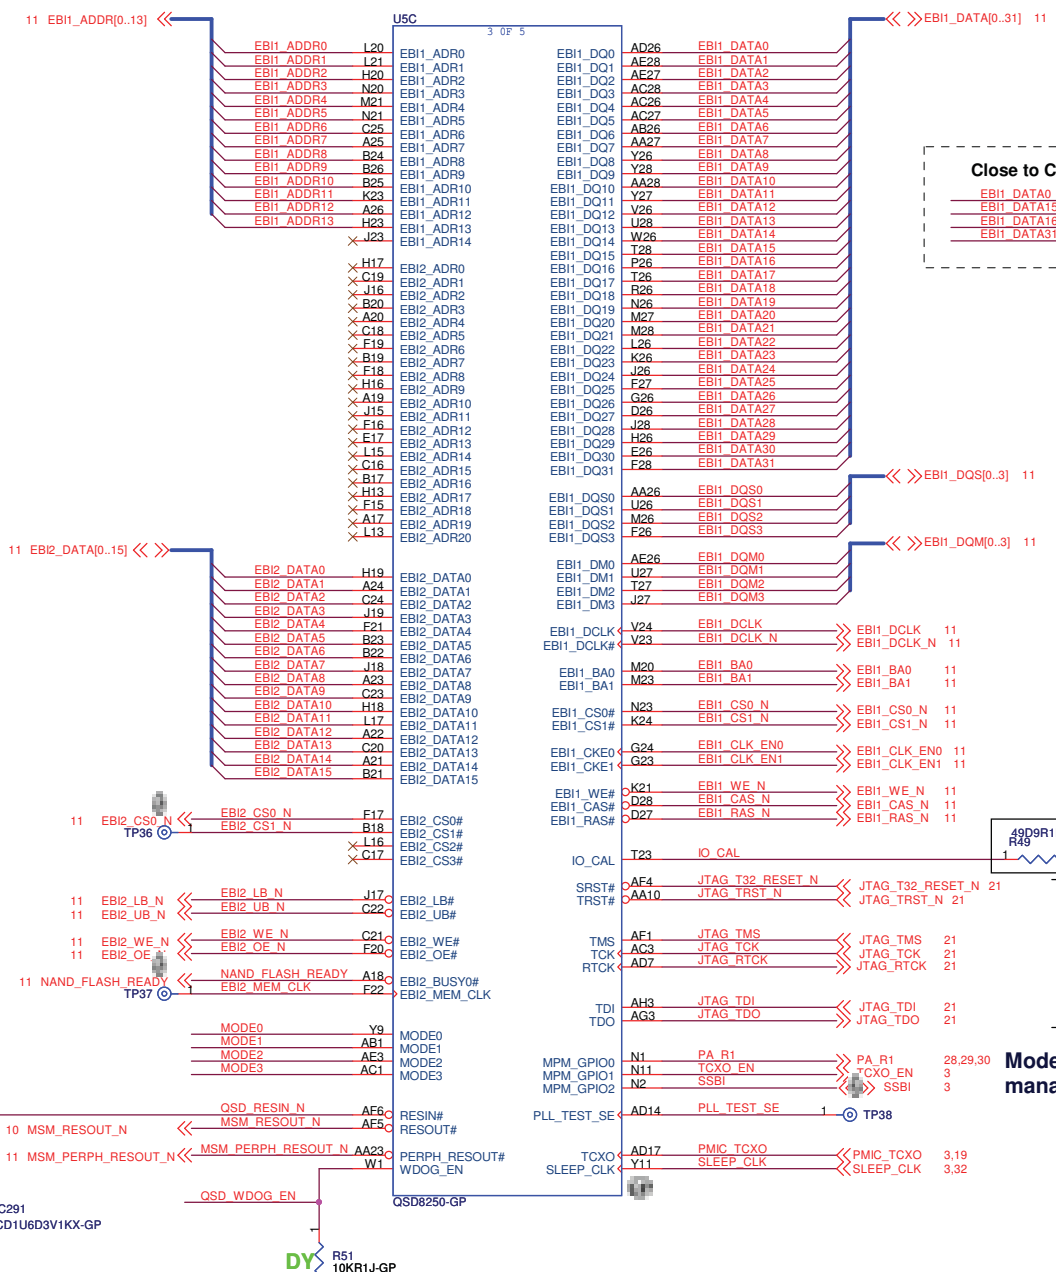 U5C
3 OF 5
11 EBI1_ADDR[0..13]
EBI1_ADDR0 L20 EBI1_ADR0
EBI1_ADDR1 L21 EBI1_ADR1
EBI1_ADDR2 H20 EBI1_ADR2
EBI1_ADDR3 N20 EBI1_ADR3
EBI1_ADDR4 M21 EBI1_ADR4
EBI1_ADDR5 N21 EBI1_ADR5
EBI1_ADDR6 C25 EBI1_ADR6
EBI1_ADDR7 A25 EBI1_ADR7
EBI1_ADDR8 B24 EBI1_ADR8
EBI1_ADDR9 B26 EBI1_ADR9
EBI1_ADDR10 B25 EBI1_ADR10
EBI1_ADDR11 K23 EBI1_ADR11
EBI1_ADDR12 A26 EBI1_ADR12
EBI1_ADDR13 H23 EBI1_ADR13
J23 EBI1_ADR14
H17 EBI2_ADR0
C19 EBI2_ADR1
J16 EBI2_ADR2
B20 EBI2_ADR3
A20 EBI2_ADR4
C18 EBI2_ADR5
F19 EBI2_ADR6
B19 EBI2_ADR7
F18 EBI2_ADR8
H16 EBI2_ADR9
A19 EBI2_ADR10
J15 EBI2_ADR11
F16 EBI2_ADR12
E17 EBI2_ADR13
L15 EBI2_ADR14
C16 EBI2_ADR15
B17 EBI2_ADR16
H13 EBI2_ADR17
F15 EBI2_ADR18
A17 EBI2_ADR19
L13 EBI2_ADR20
11 EBI2_DATA[0..15]
EBI2_DATA0 H19 EBI2_DATA0
EBI2_DATA1 A24 EBI2_DATA1
EBI2_DATA2 C24 EBI2_DATA2
EBI2_DATA3 J19 EBI2_DATA3
EBI2_DATA4 F21 EBI2_DATA4
EBI2_DATA5 B23 EBI2_DATA5
EBI2_DATA6 B22 EBI2_DATA6
EBI2_DATA7 J18 EBI2_DATA7
EBI2_DATA8 A23 EBI2_DATA8
EBI2_DATA9 C23 EBI2_DATA9
EBI2_DATA10 H18 EBI2_DATA10
EBI2_DATA11 L17 EBI2_DATA11
EBI2_DATA12 A22 EBI2_DATA12
EBI2_DATA13 C20 EBI2_DATA13
EBI2_DATA14 A21 EBI2_DATA14
EBI2_DATA15 B21 EBI2_DATA15
11 EBI2_CS0_N EBI2_CS0_N F17 EBI2_CS0#
TP36 1 EBI2_CS1_N B18 EBI2_CS1#
L16 EBI2_CS2#
C17 EBI2_CS3#
11 EBI2_LB_N EBI2_LB_N J17 EBI2_LB#
11 EBI2_UB_N EBI2_UB_N C22 EBI2_UB#
11 EBI2_WE_N EBI2_WE_N C21 EBI2_WE#
11 EBI2_OE EBI2_OE_N F20 EBI2_OE#
11 NAND_FLASH_READY NAND_FLASH_READY A18 EBI2_BUSY0#
TP37 1 EBI2_MEM_CLK F22 EBI2_MEM_CLK
MODE0 Y9 MODE0
MODE1 AB1 MODE1
MODE2 AE3 MODE2
MODE3 AC1 MODE3
QSD_RESIN_N AF6 RESIN#
10 MSM_RESOUT_N MSM_RESOUT_N AF5 RESOUT#
11 MSM_PERPH_RESOUT_N MSM_PERPH_RESOUT_N AA23 PERPH_RESOUT#
W1 WDOG_EN
QSD_WDOG_EN
QSD8250-GP
C291
CD1U6D3V1KX-GP
1
DY R51
10KR1J-GP
EBI1_DATA[0..31] 11
EBI1_DQ0 AD26 EBI1_DATA0
EBI1_DQ1 AE28 EBI1_DATA1
EBI1_DQ2 AE27 EBI1_DATA2
EBI1_DQ3 AC28 EBI1_DATA3
EBI1_DQ4 AC26 EBI1_DATA4
EBI1_DQ5 AC27 EBI1_DATA5
EBI1_DQ6 AB26 EBI1_DATA6
EBI1_DQ7 AA27 EBI1_DATA7
EBI1_DQ8 Y26 EBI1_DATA8
EBI1_DQ9 Y28 EBI1_DATA9
EBI1_DQ10 AA28 EBI1_DATA10
EBI1_DQ11 Y27 EBI1_DATA11
EBI1_DQ12 V26 EBI1_DATA12
EBI1_DQ13 U28 EBI1_DATA13
EBI1_DQ14 W26 EBI1_DATA14
EBI1_DQ15 T28 EBI1_DATA15
EBI1_DQ16 P26 EBI1_DATA16
EBI1_DQ17 T26 EBI1_DATA17
EBI1_DQ18 R26 EBI1_DATA18
EBI1_DQ19 N26 EBI1_DATA19
EBI1_DQ20 M27 EBI1_DATA20
EBI1_DQ21 M28 EBI1_DATA21
EBI1_DQ22 L26 EBI1_DATA22
EBI1_DQ23 K26 EBI1_DATA23
EBI1_DQ24 J26 EBI1_DATA24
EBI1_DQ25 F27 EBI1_DATA25
EBI1_DQ26 G26 EBI1_DATA26
EBI1_DQ27 D26 EBI1_DATA27
EBI1_DQ28 J28 EBI1_DATA28
EBI1_DQ29 H26 EBI1_DATA29
EBI1_DQ30 E26 EBI1_DATA30
EBI1_DQ31 F28 EBI1_DATA31
EBI1_DQS[0..3] 11
EBI1_DQS0 AA26 EBI1_DQS0
EBI1_DQS1 U26 EBI1_DQS1
EBI1_DQS2 M26 EBI1_DQS2
EBI1_DQS3 F26 EBI1_DQS3
EBI1_DQM[0..3] 11
EBI1_DM0 AE26 EBI1_DQM0
EBI1_DM1 U27 EBI1_DQM1
EBI1_DM2 T27 EBI1_DQM2
EBI1_DM3 J27 EBI1_DQM3
EBI1_DCLK V24 EBI1_DCLK EBI1_DCLK 11
EBI1_DCLK# V23 EBI1_DCLK_N EBI1_DCLK_N 11
EBI1_BA0 M20 EBI1_BA0 EBI1_BA0 11
EBI1_BA1 M23 EBI1_BA1 EBI1_BA1 11
EBI1_CS0# N23 EBI1_CS0_N EBI1_CS0_N 11
EBI1_CS1# K24 EBI1_CS1_N EBI1_CS1_N 11
EBI1_CKE0 G24 EBI1_CLK_EN0 EBI1_CLK_EN0 11
EBI1_CKE1 G23 EBI1_CLK_EN1 EBI1_CLK_EN1 11
EBI1_WE# K21 EBI1_WE_N EBI1_WE_N 11
EBI1_CAS# D28 EBI1_CAS_N EBI1_CAS_N 11
EBI1_RAS# D27 EBI1_RAS_N EBI1_RAS_N 11
IO_CAL T23 IO_CAL 1 49D9R1
R49
SRST# AF4 JTAG_T32_RESET_N JTAG_T32_RESET_N 21
TRST# AA10 JTAG_TRST_N JTAG_TRST_N 21
TMS AF1 JTAG_TMS JTAG_TMS 21
TCK AC3 JTAG_TCK JTAG_TCK 21
RTCK AD7 JTAG_RTCK JTAG_RTCK 21
TDI AH3 JTAG_TDI JTAG_TDI 21
TDO AG3 JTAG_TDO JTAG_TDO 21
MPM_GPIO0 N1 PA_R1 PA_R1 28,29,30
MPM_GPIO1 N11 TCXO_EN TCXO_EN 3
MPM_GPIO2 N2 SSBI SSBI 3
PLL_TEST_SE AD14 PLL_TEST_SE 1 TP38
TCXO AD17 PMIC_TCXO PMIC_TCXO 3,19
SLEEP_CLK Y11 SLEEP_CLK SLEEP_CLK 3,32
Close to C
EBI1_DATA0
EBI1_DATA15
EBI1_DATA16
EBI1_DATA31
Mode
mana